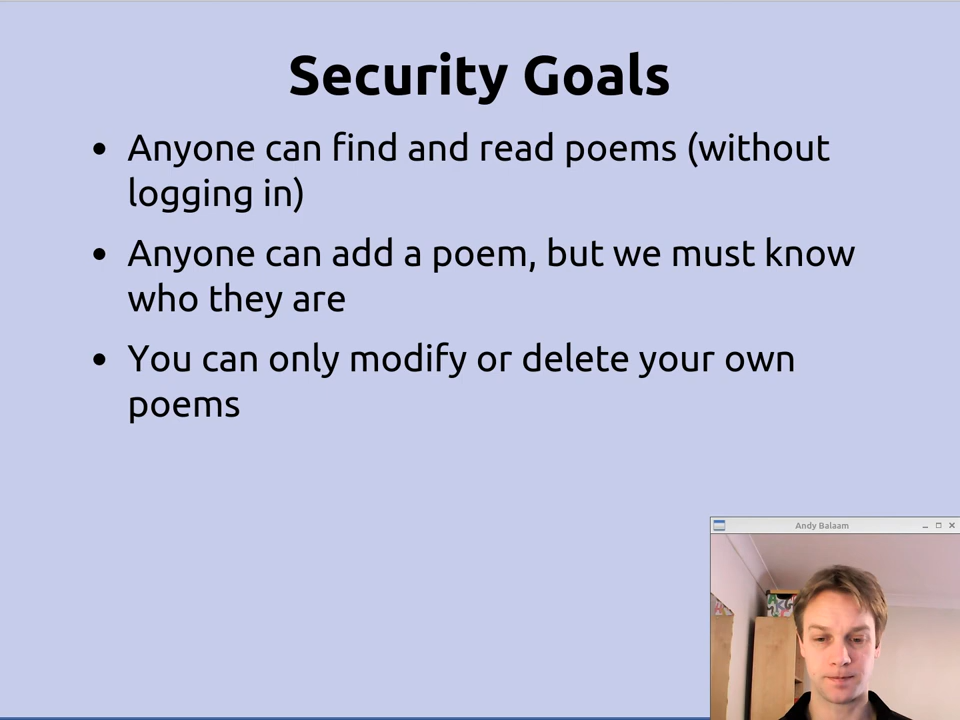 Security Goals
• Anyone can find and read poems (without
logging in)
• Anyone can add a poem, but we must know
who they are
• You can only modify or delete your own
poems
Andy Balaam